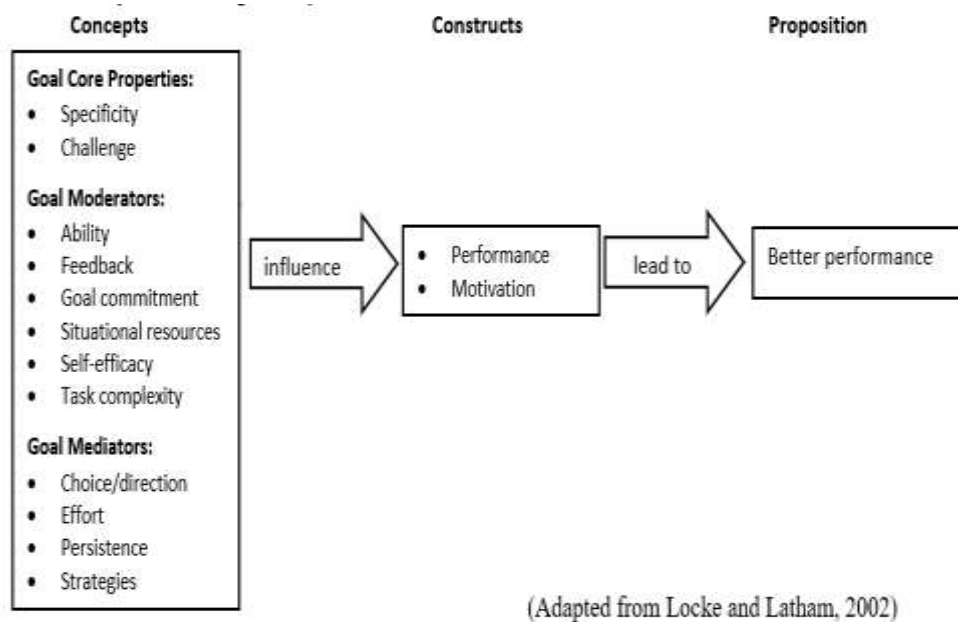 Concepts
Constructs
Proposition
Goal Core Properties:
• Specificity
• Challenge
Goal Moderators:
• Ability
• Feedback
• Goal commitment
• Situational resources
• Self-efficacy
• Task complexity
Goal Mediators:
• Choice/direction
• Effort
• Persistence
• Strategies
influence
• Performance
• Motivation
lead to
Better performance
(Adapted from Locke and Latham, 2002)